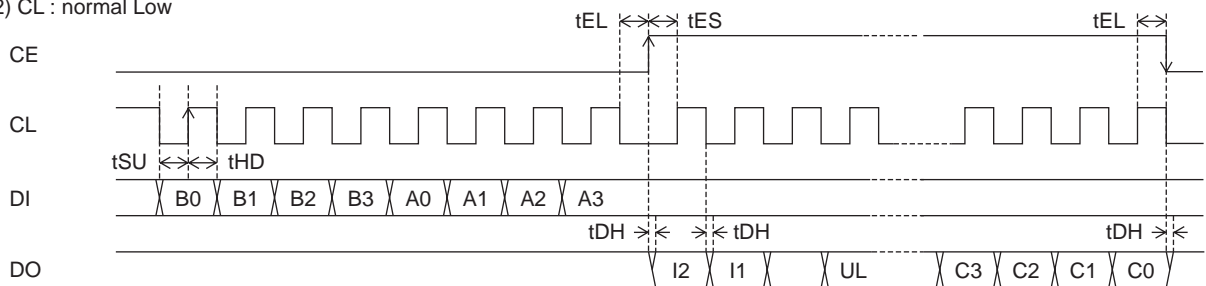 2) CL : normal Low
tEL tES tEL
CE
CL
tSU tHD
DI B0 B1 B2 B3 A0 A1 A2 A3
tDH tDH tDH
DO I2 I1 UL C3 C2 C1 C0